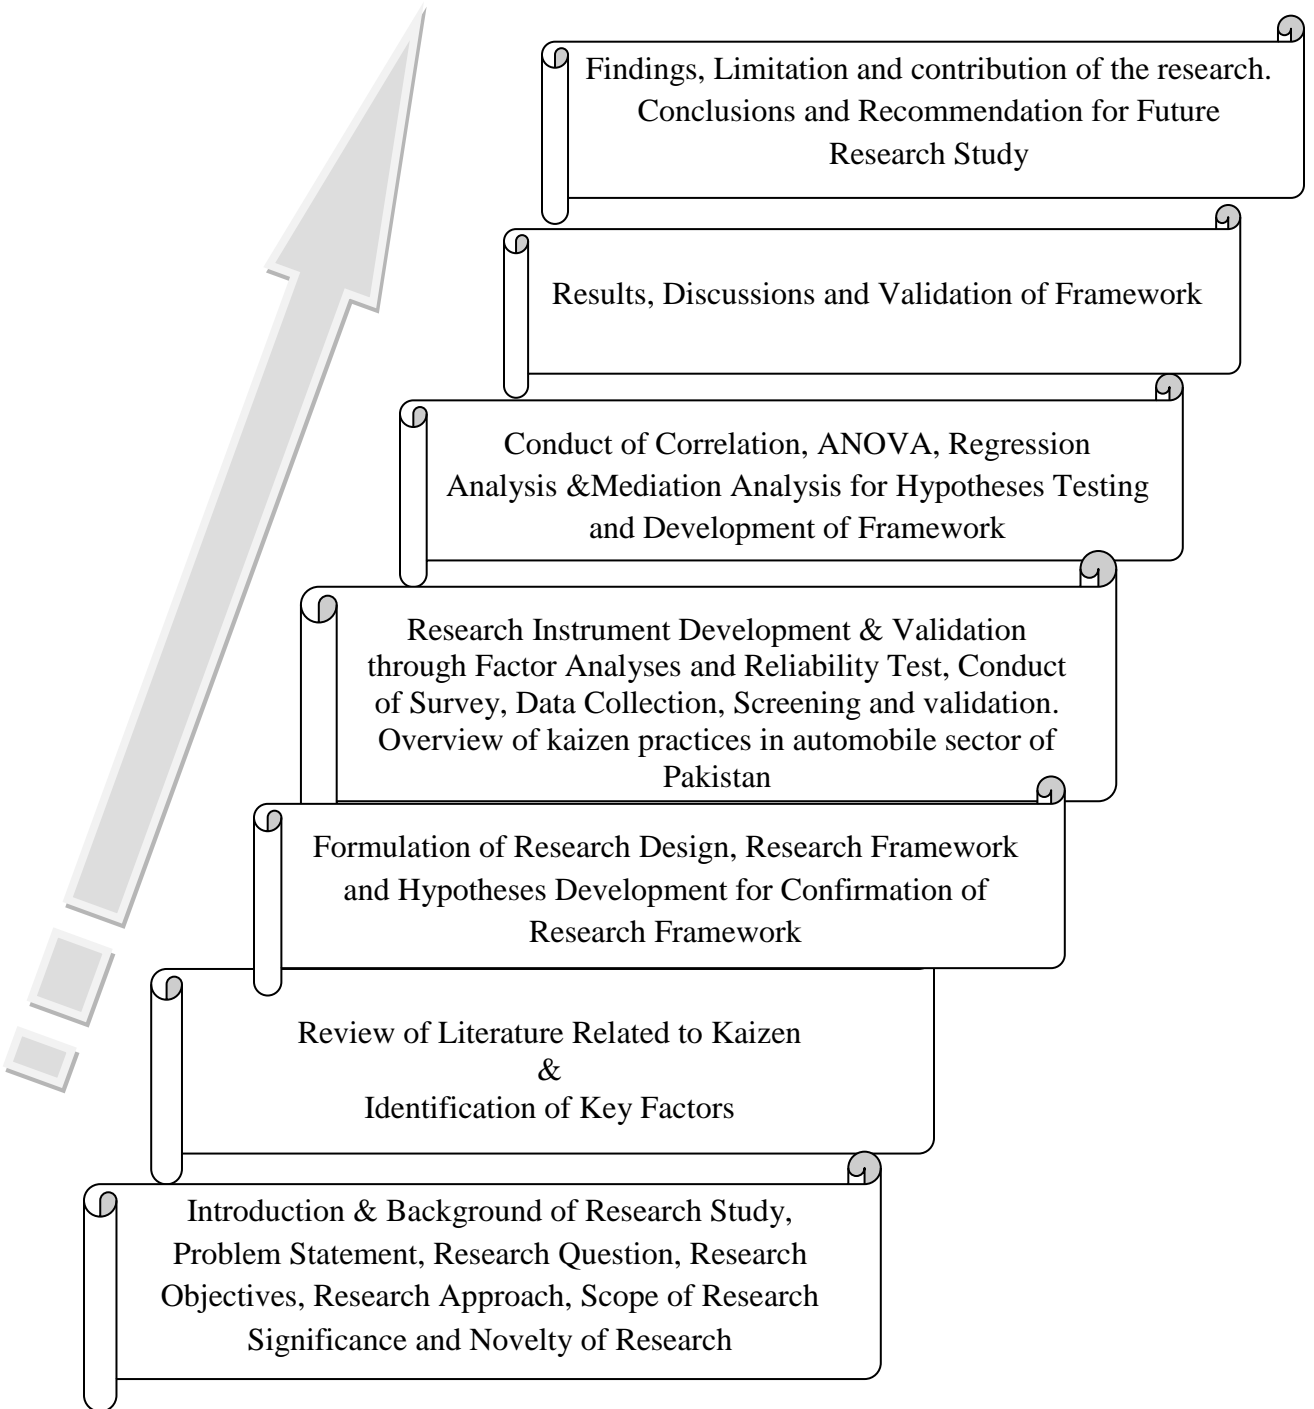 Findings, Limitation and contribution of the research.
Conclusions and Recommendation for Future
Research Study
Results, Discussions and Validation of Framework
Conduct of Correlation, ANOVA, Regression
Analysis &Mediation Analysis for Hypotheses Testing
and Development of Framework
Research Instrument Development & Validation
through Factor Analyses and Reliability Test, Conduct
of Survey, Data Collection, Screening and validation.
Overview of kaizen practices in automobile sector of
Pakistan
Formulation of Research Design, Research Framework
and Hypotheses Development for Confirmation of
Research Framework
Review of Literature Related to Kaizen
&
Identification of Key Factors
Introduction & Background of Research Study,
Problem Statement, Research Question, Research
Objectives, Research Approach, Scope of Research
Significance and Novelty of Research